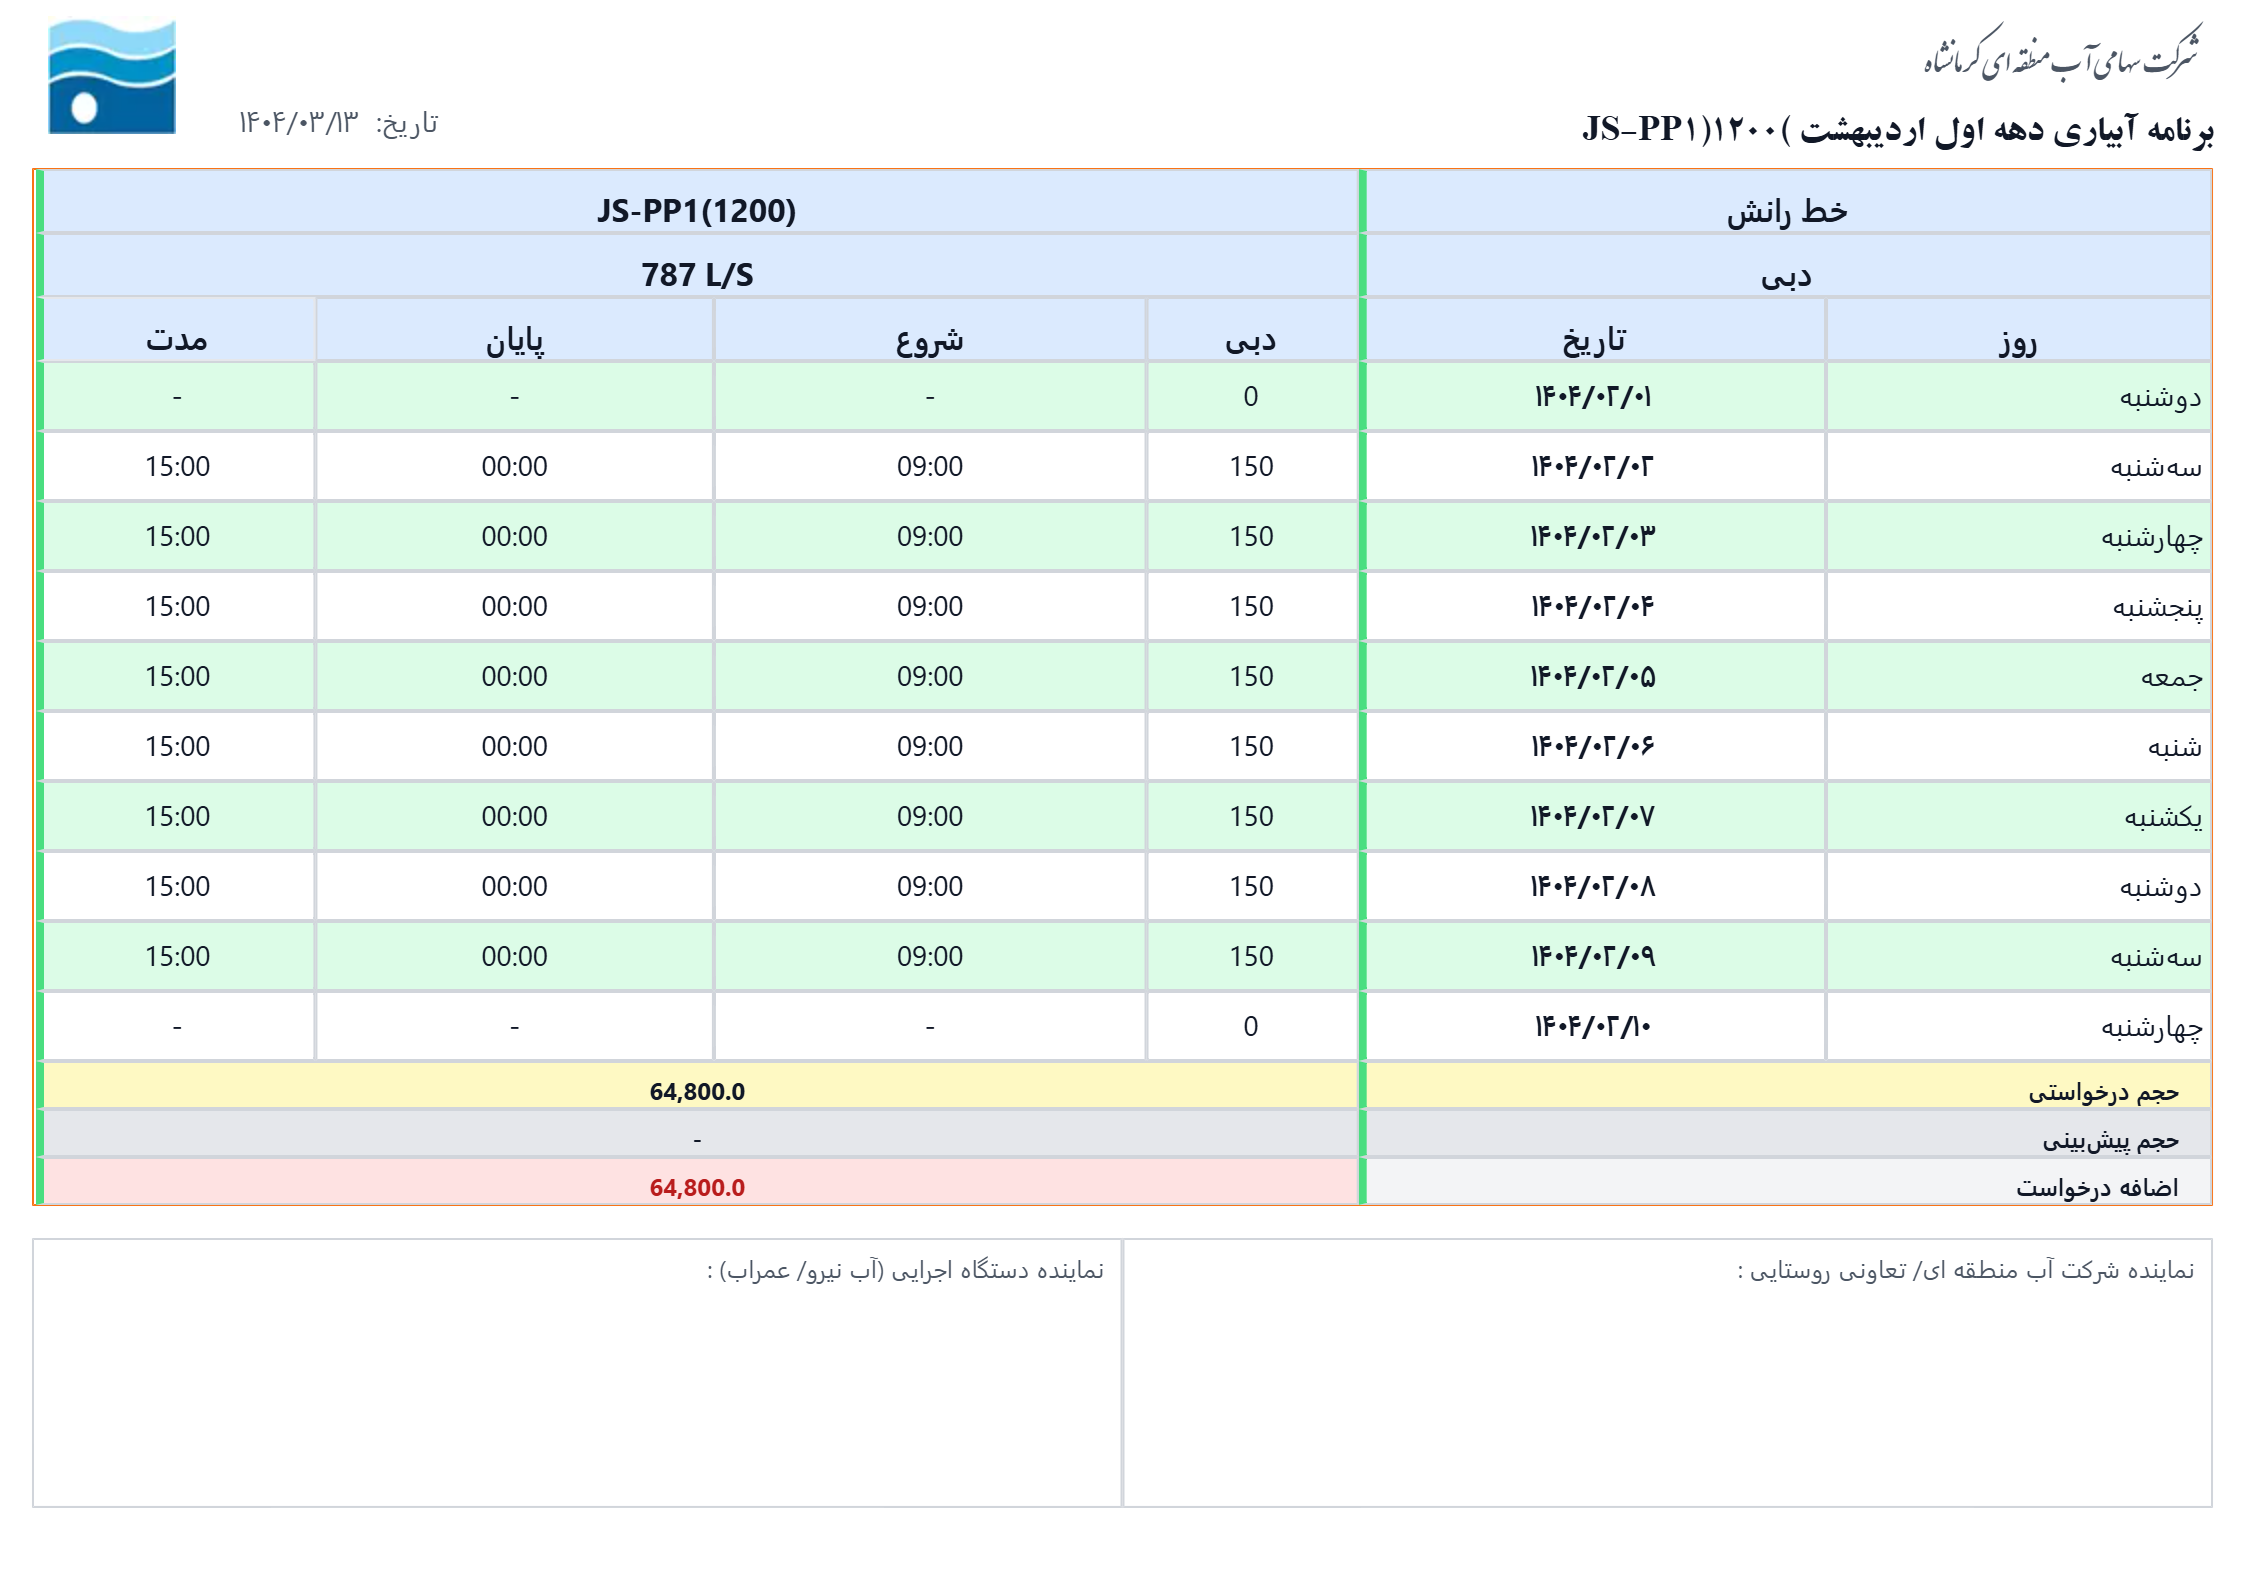 شرکت سهامی آب منطقه ای کرمانشاه
برنامه آبیاری دهه اول اردیبهشت )۱۲۰۰(JS-PP۱
تاریخ: ۱۴۰۴/۰۳/۱۳
خط رانش JS-PP1(1200)
دبی 787 L/S
روز تاریخ دبی شروع پایان مدت
دوشنبه ۱۴۰۴/۰۲/۰۱ 0 - - -
سه‌شنبه ۱۴۰۴/۰۲/۰۲ 150 09:00 00:00 15:00
چهارشنبه ۱۴۰۴/۰۲/۰۳ 150 09:00 00:00 15:00
پنجشنبه ۱۴۰۴/۰۲/۰۴ 150 09:00 00:00 15:00
جمعه ۱۴۰۴/۰۲/۰۵ 150 09:00 00:00 15:00
شنبه ۱۴۰۴/۰۲/۰۶ 150 09:00 00:00 15:00
یکشنبه ۱۴۰۴/۰۲/۰۷ 150 09:00 00:00 15:00
دوشنبه ۱۴۰۴/۰۲/۰۸ 150 09:00 00:00 15:00
سه‌شنبه ۱۴۰۴/۰۲/۰۹ 150 09:00 00:00 15:00
چهارشنبه ۱۴۰۴/۰۲/۱۰ 0 - - -
حجم درخواستی 64,800.0
حجم پیش‌بینی -
اضافه درخواست 64,800.0
نماینده شرکت آب منطقه ای/ تعاونی روستایی :
نماینده دستگاه اجرایی (آب نیرو/ عمراب) :